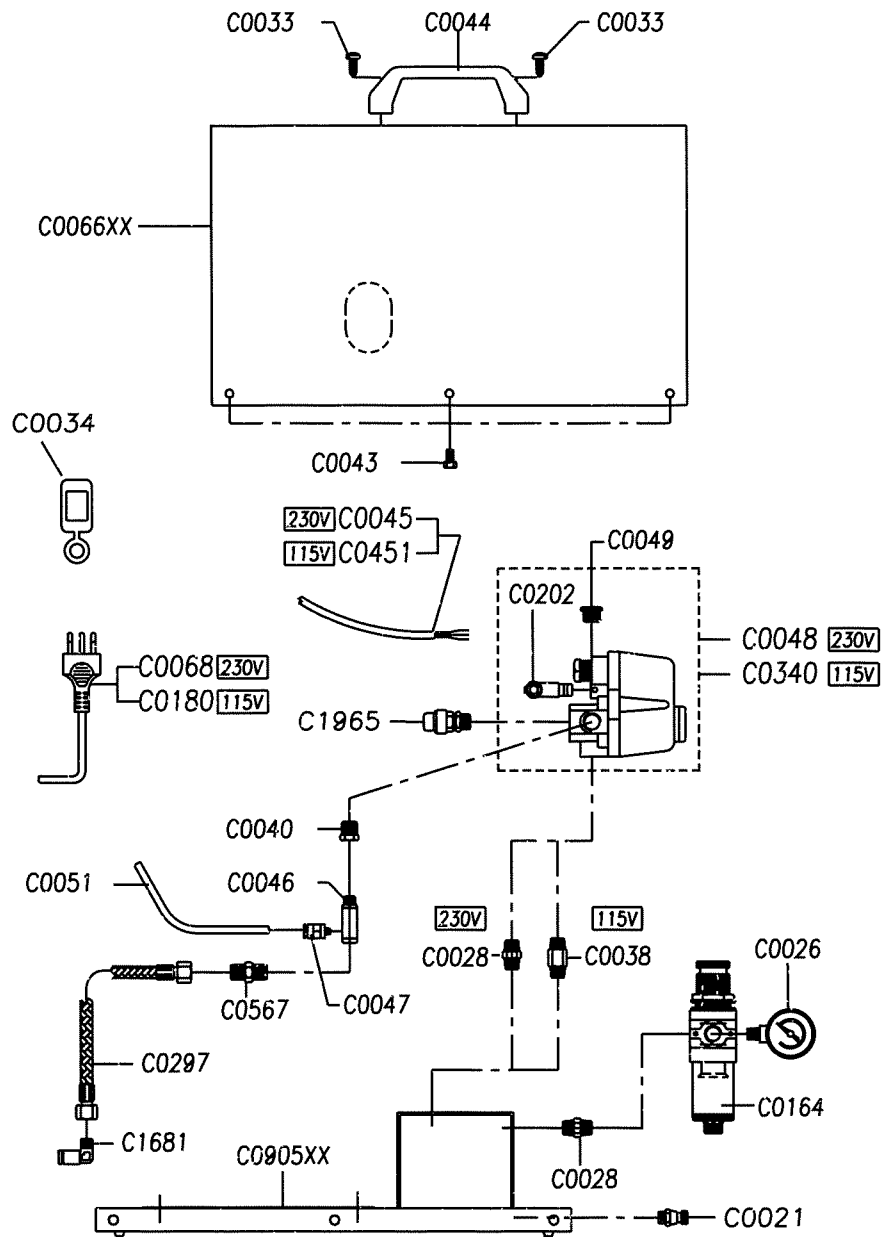 C0033
C0044
C0033
C0066XX
C0034
C0043
230V C0045
115V C0451
C0049
C0202
C0048 230V
C0340 115V
C0068 230V
C0180 115V
C1965
C0040
C0051
C0046
230V
115V
C0028
C0038
C0026
C0567
C0047
C0297
C0164
C1681
C0905XX
C0028
C0021